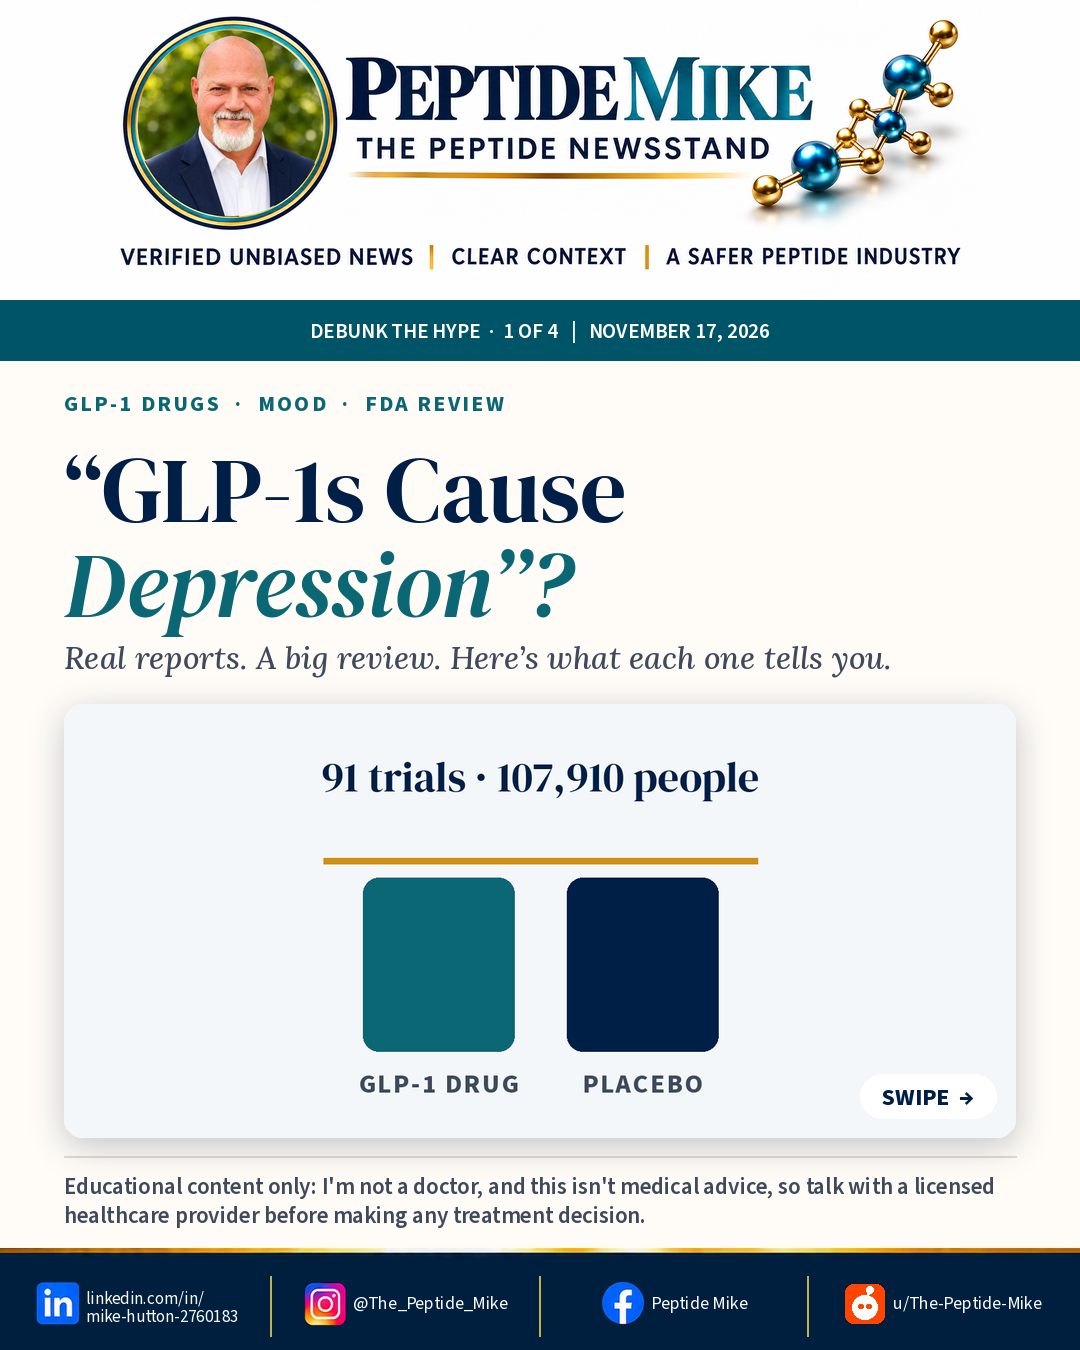 PEPTIDEMIKE
THE PEPTIDE NEWSSTAND
VERIFIED UNBIASED NEWS | CLEAR CONTEXT | A SAFER PEPTIDE INDUSTRY
DEBUNK THE HYPE · 1 OF 4 | NOVEMBER 17, 2026
GLP-1 DRUGS · MOOD · FDA REVIEW
“GLP-1s Cause
Depression”?
Real reports. A big review. Here’s what each one tells you.
91 trials · 107,910 people
GLP-1 DRUG PLACEBO
SWIPE →
Educational content only: I'm not a doctor, and this isn't medical advice, so talk with a licensed
healthcare provider before making any treatment decision.
linkedin.com/in/
mike-hutton-2760183
@The_Peptide_Mike
Peptide Mike
u/The-Peptide-Mike